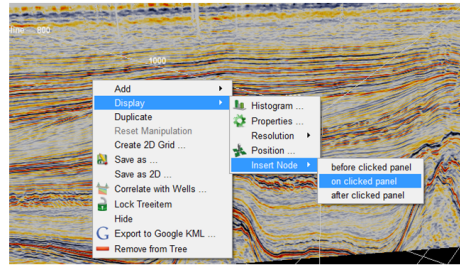 800
1000
Add
Display
Duplicate
Reset Manipulation
Create 2D Grid ...
Save as ...
Save as 2D ...
Correlate with Wells ...
Lock Treeitem
Hide
Export to Google KML ...
Remove from Tree
Histogram ...
Properties ...
Resolution
Position ...
Insert Node
before clicked panel
on clicked panel
after clicked panel